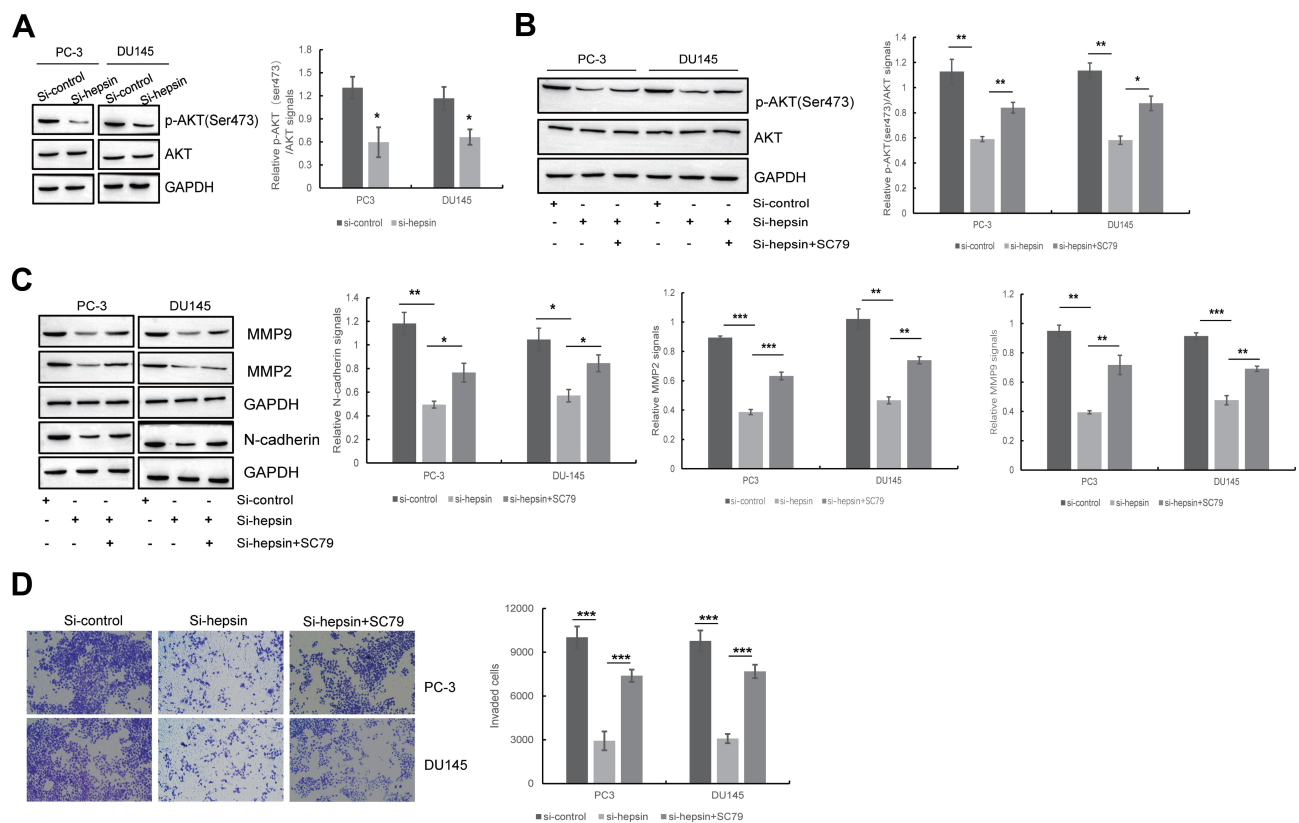 A
PC-3 DU145
Si-control Si-hepsin Si-control Si-hepsin
p-AKT(Ser473)
AKT
GAPDH
Relative p-AKT (ser473)
/AKT signals
1.8
1.5
1.2
0.9
0.6
0.3
0
* *
PC3 DU145
si-control si-hepsin
B
PC-3 DU145
p-AKT(Ser473)
AKT
GAPDH
+ - - + - - Si-control
- + + - + + Si-hepsin
- - + - - + Si-hepsin+SC79
Relative p-AKT(ser473)/AKT signals
1.4
1.2
1
0.8
0.6
0.4
0.2
0
** ** ** *
PC-3 DU145
si-control si-hepsin si-hepsin+SC79
C
PC-3 DU145
MMP9
MMP2
GAPDH
N-cadherin
GAPDH
+ - - + - - Si-control
- + + - + + Si-hepsin
- - + - - + Si-hepsin+SC79
Relative N-cadherin signals
1.4
1.2
1
0.8
0.6
0.4
0.2
0
** * * *
PC-3 DU-145
si-control si-hepsin si-hepsin+SC79
Relative MMP2 signals
1.2
1
0.8
0.6
0.4
0.2
0
*** *** ** **
PC3 DU145
si-control si-hepsin si-hepsin+SC79
Relative MMP9 signals
1.2
1
0.8
0.6
0.4
0.2
0
** ** *** **
PC3 DU145
si-control si-hepsin si-hepsin+SC79
D
Si-control Si-hepsin Si-hepsin+SC79
PC-3
DU145
Invaded cells
12000
9000
6000
3000
0
*** *** *** ***
PC3 DU145
si-control si-hepsin si-hepsin+SC79